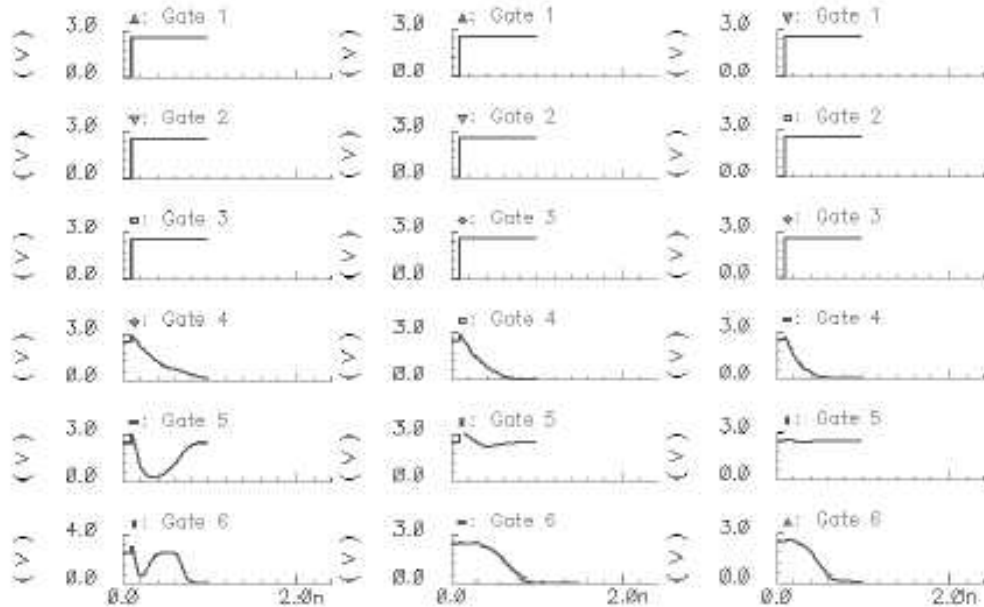 Gate 1 Gate 1 Gate 1
3.0 3.0 3.0
(V) (V) (V)
0.0 0.0 0.0
Gate 2 Gate 2 Gate 2
3.0 3.0 3.0
(V) (V) (V)
0.0 0.0 0.0
Gate 3 Gate 3 Gate 3
3.0 3.0 3.0
(V) (V) (V)
0.0 0.0 0.0
Gate 4 Gate 4 Gate 4
3.0 3.0 3.0
(V) (V) (V)
0.0 0.0 0.0
Gate 5 Gate 5 Gate 5
3.0 3.0 3.0
(V) (V) (V)
0.0 0.0 0.0
Gate 6 Gate 6 Gate 6
4.0 3.0 3.0
(V) (V) (V)
0.0 0.0 0.0
0.0 2.0n 0.0 2.0n 0.0 2.0n